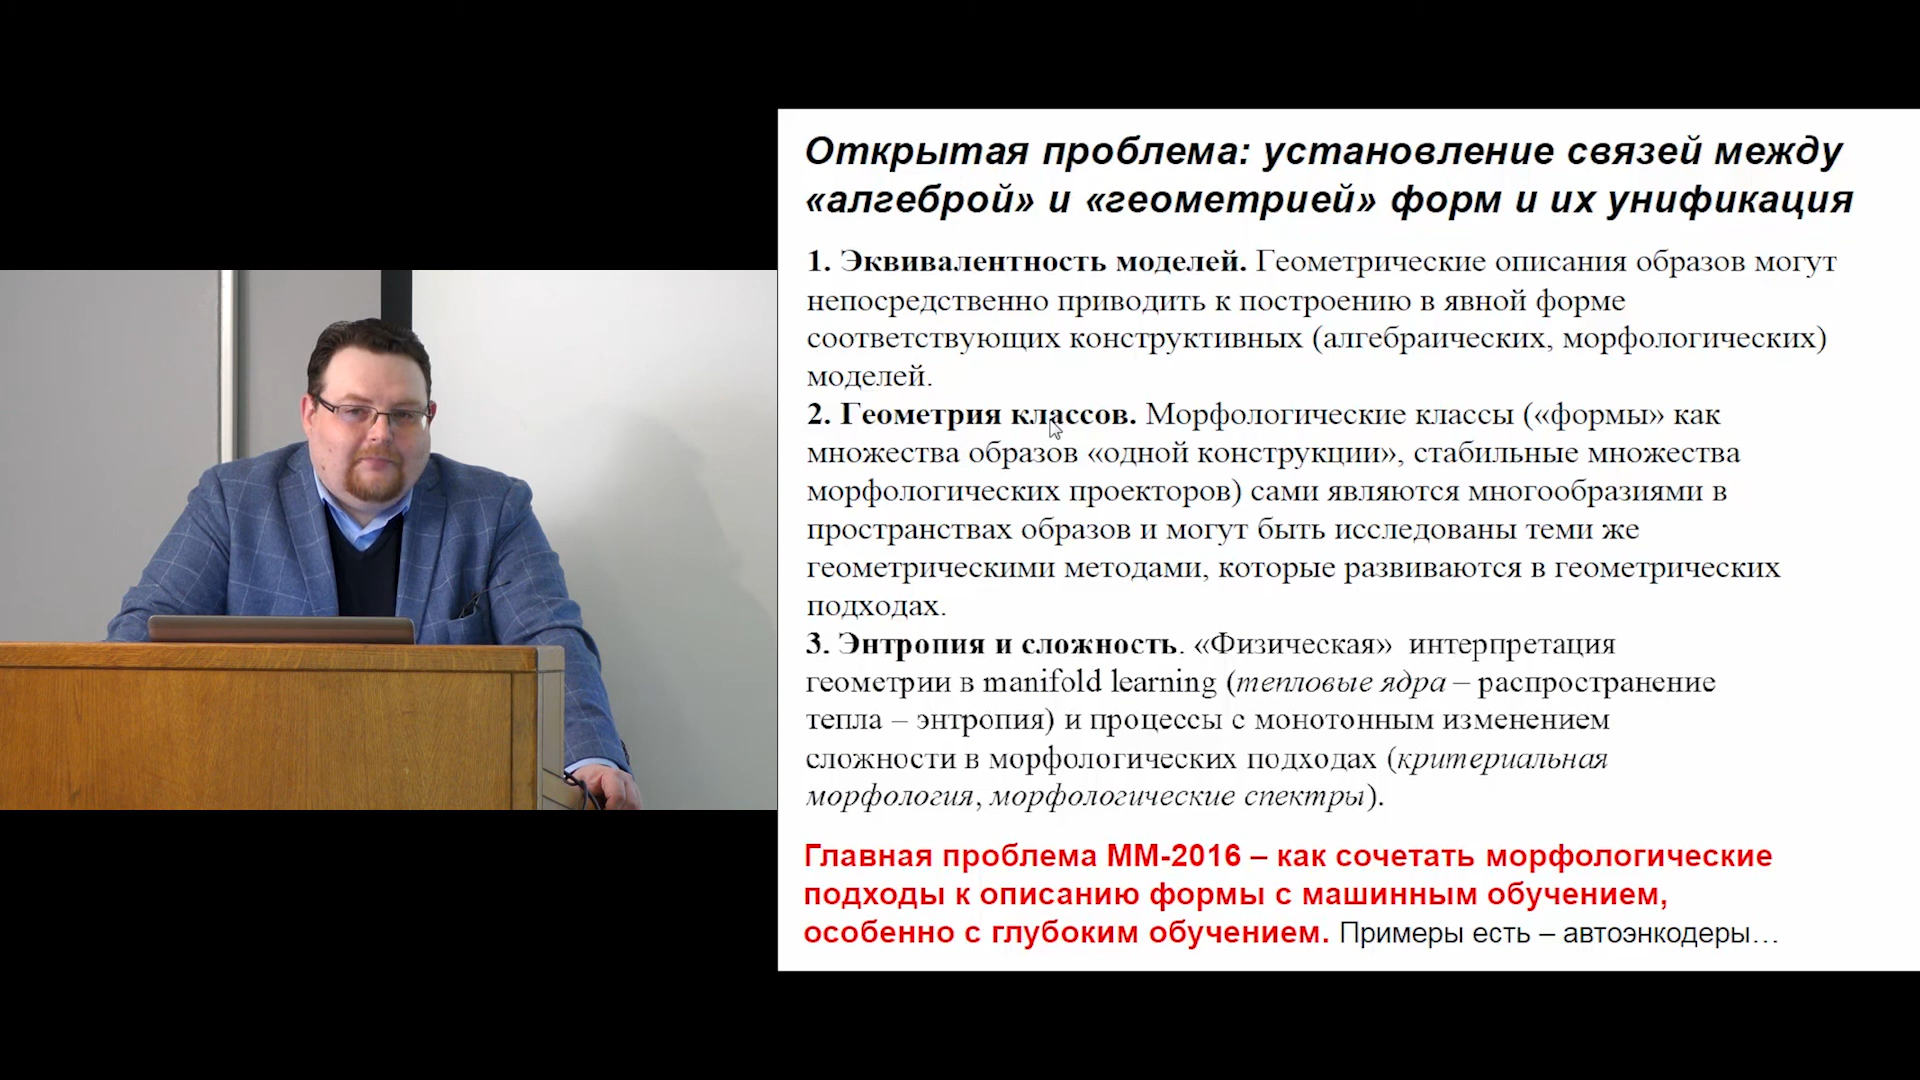 Открытая проблема: установление связей между
«алгеброй» и «геометрией» форм и их унификация
1. Эквивалентность моделей. Геометрические описания образов могут
непосредственно приводить к построению в явной форме
соответствующих конструктивных (алгебраических, морфологических)
моделей.
2. Геометрия классов. Морфологические классы («формы» как
множества образов «одной конструкции», стабильные множества
морфологических проекторов) сами являются многообразиями в
пространствах образов и могут быть исследованы теми же
геометрическими методами, которые развиваются в геометрических
подходах.
3. Энтропия и сложность. «Физическая» интерпретация
геометрии в manifold learning (тепловые ядра – распространение
тепла – энтропия) и процессы с монотонным изменением
сложности в морфологических подходах (критериальная
морфология, морфологические спектры).
Главная проблема ММ-2016 – как сочетать морфологические
подходы к описанию формы с машинным обучением,
особенно с глубоким обучением. Примеры есть – автоэнкодеры…